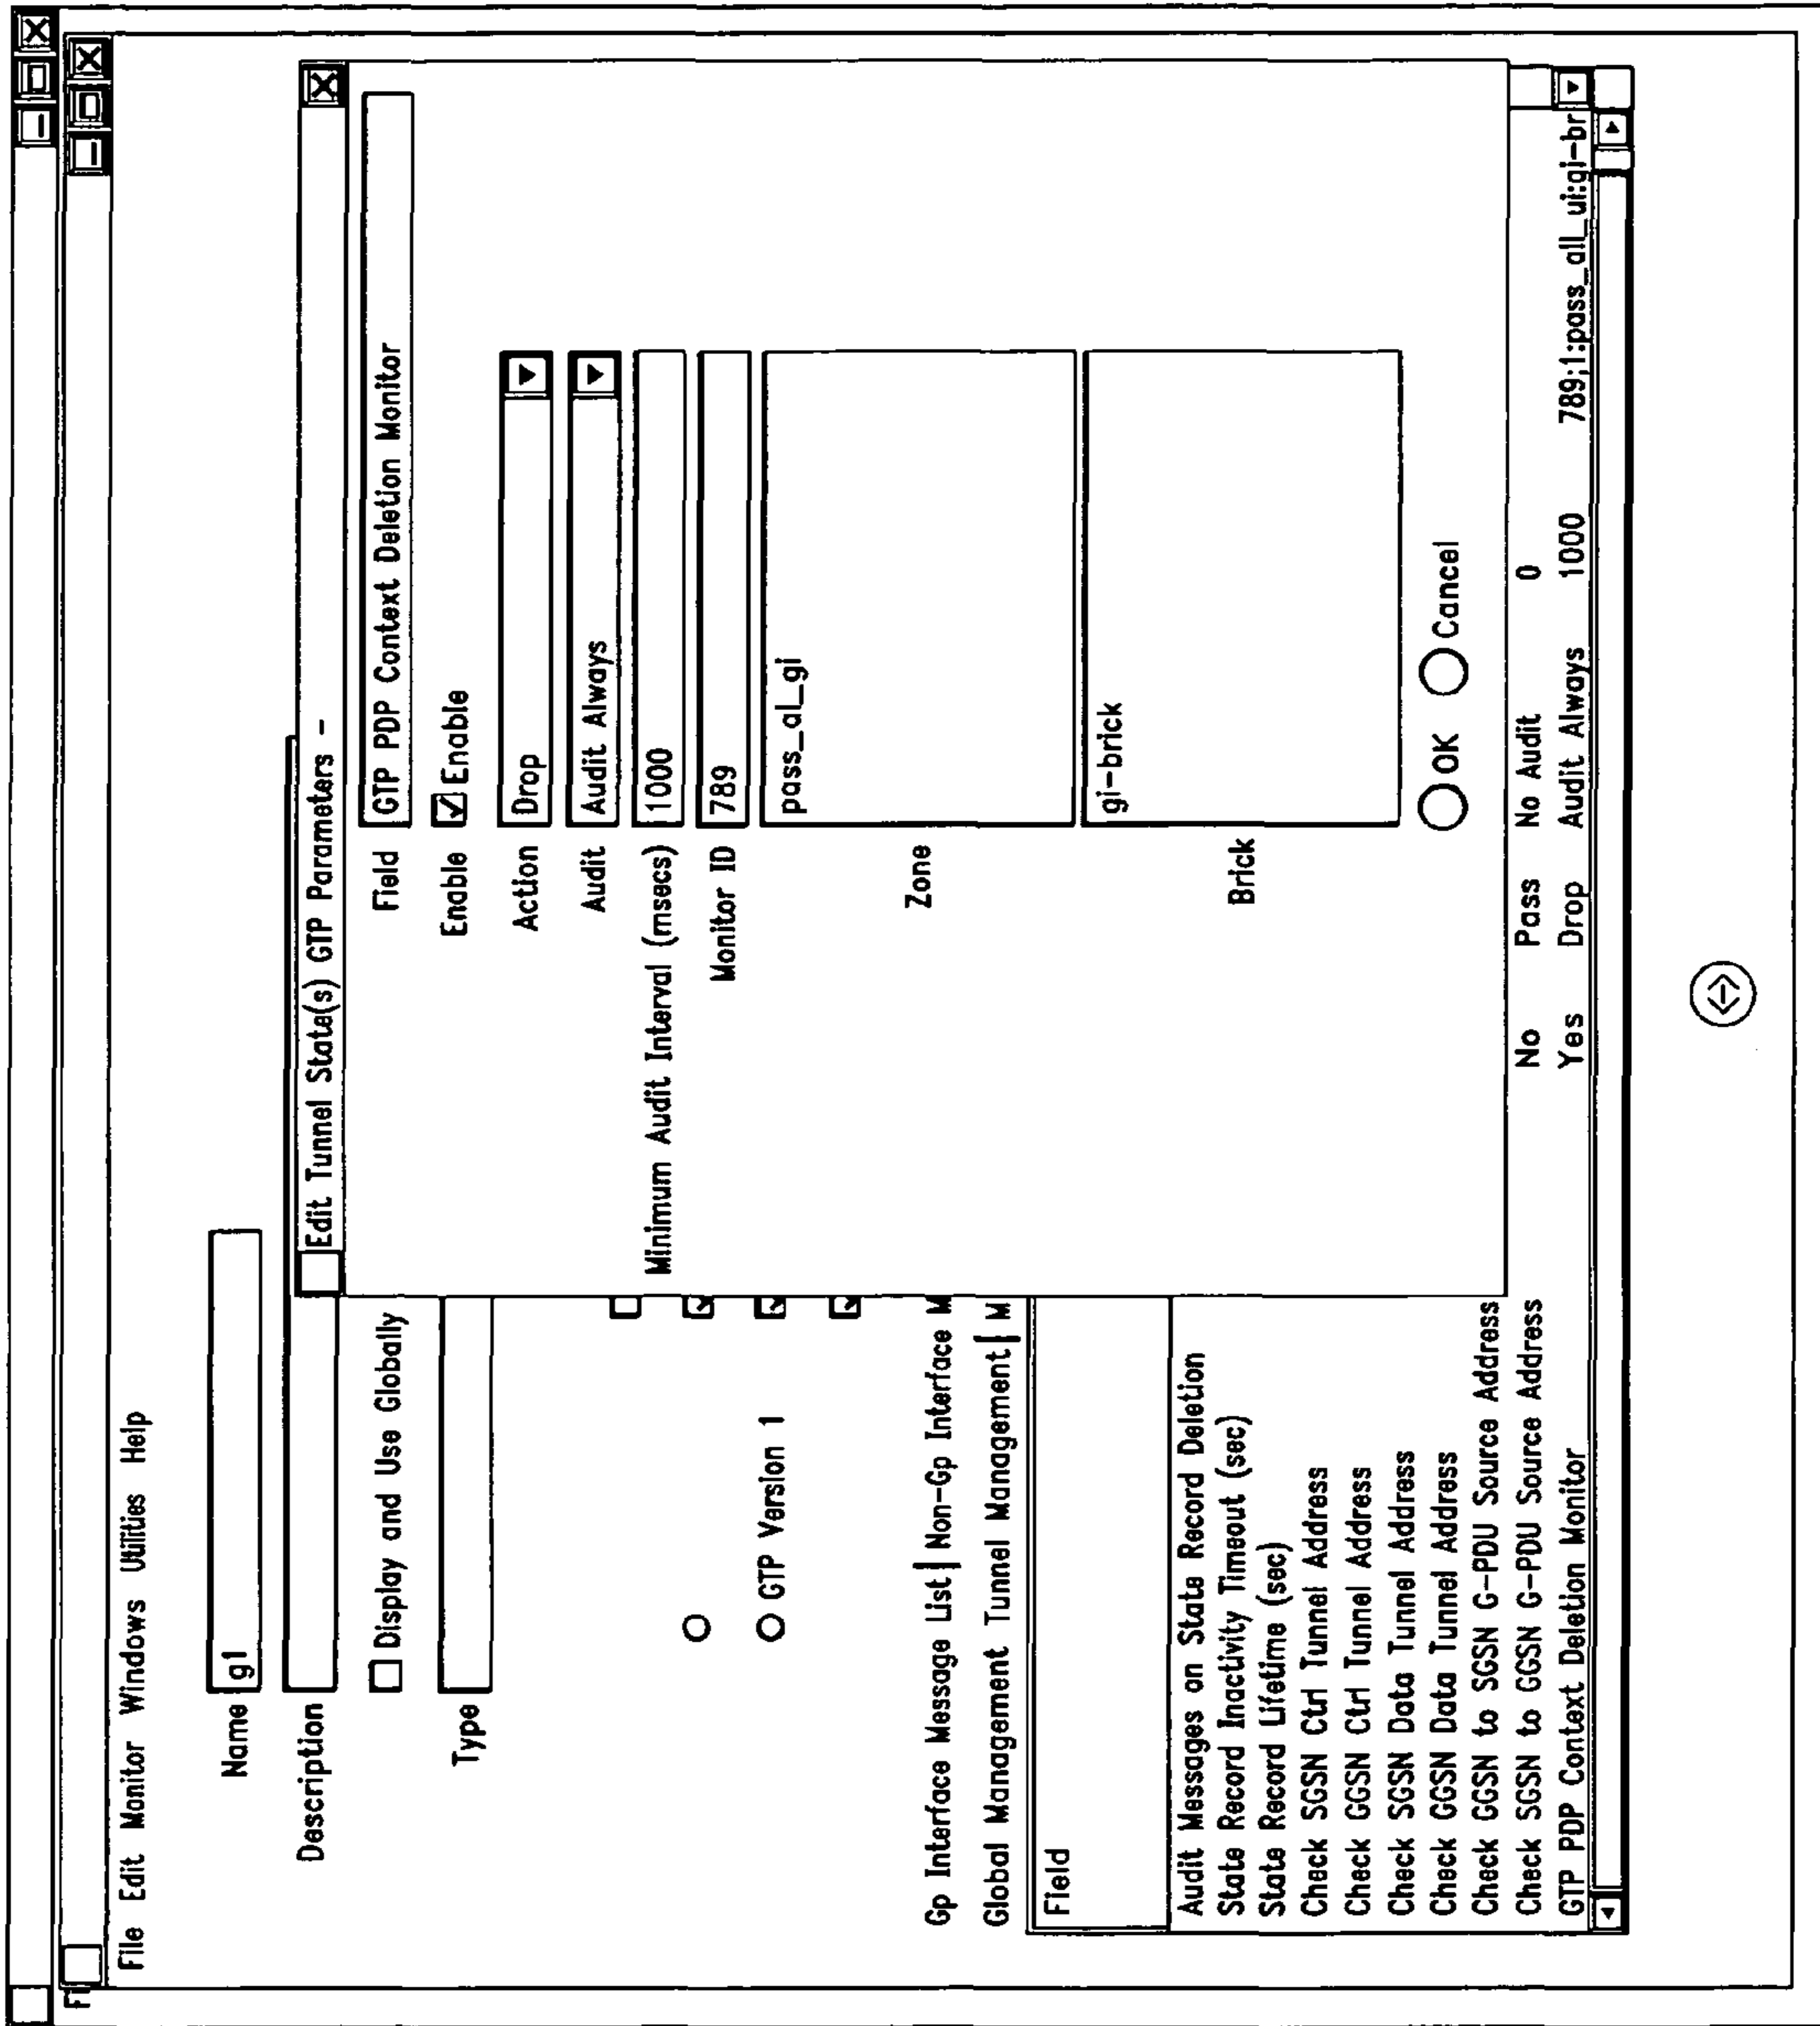 Fi
File Edit Monitor Windows Utilities Help
Name g1
Description
Display and Use Globally
Type
GTP Version 1
Gp Interface Message List Non-Gp Interface M
Global Management Tunnel Management M
Field
Audit Messages on State Record Deletion
State Record Inactivity Timeout (sec)
State Record Lifetime (sec)
Check SGSN Ctrl Tunnel Address
Check GGSN Ctrl Tunnel Address
Check SGSN Data Tunnel Address
Check GGSN Data Tunnel Address
Check GGSN to SGSN G-PDU Source Address
Check SGSN to GGSN G-PDU Source Address No Pass No Audit 0
GTP PDP Context Deletion Monitor Yes Drop Audit Always 1000 789;1:pass_all_ui:gi-br
Edit Tunnel State(s) GTP Parameters -
Field GTP PDP Context Deletion Monitor
Enable Enable
Action Drop
Audit Audit Always
Minimum Audit Interval (msecs) 1000
Monitor ID 789
Zone pass_al_gi
Brick gi-brick
OK Cancel